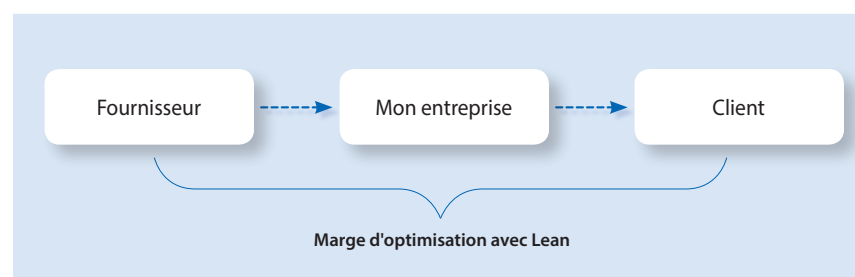 Fournisseur
Mon entreprise
Client
Marge d'optimisation avec Lean